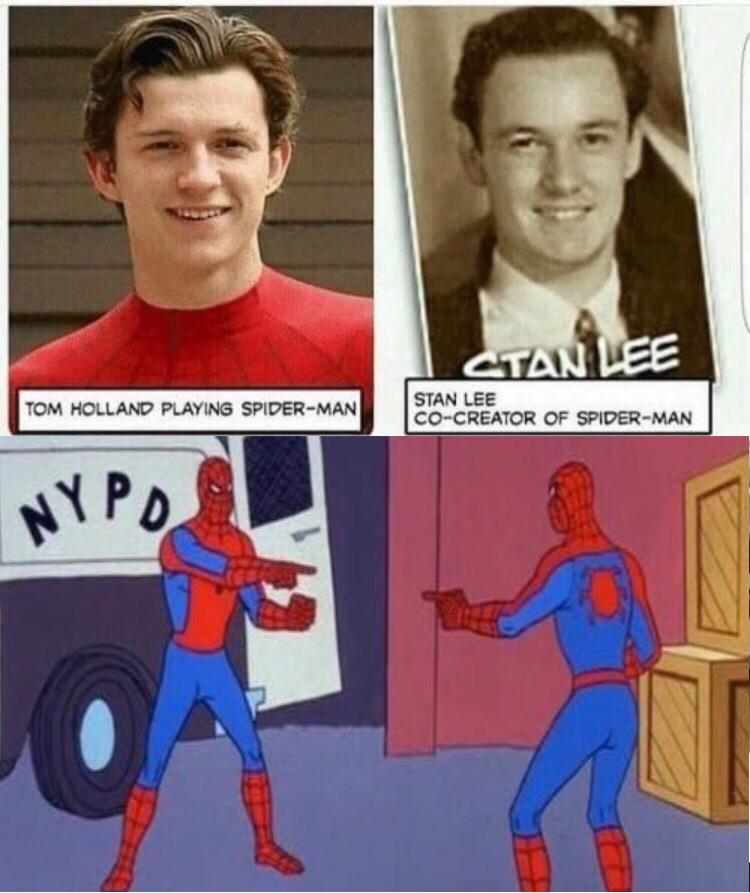 STAN LEE
TOM HOLLAND PLAYING SPIDER-MAN
STAN LEE
CO-CREATOR OF SPIDER-MAN
NYPD